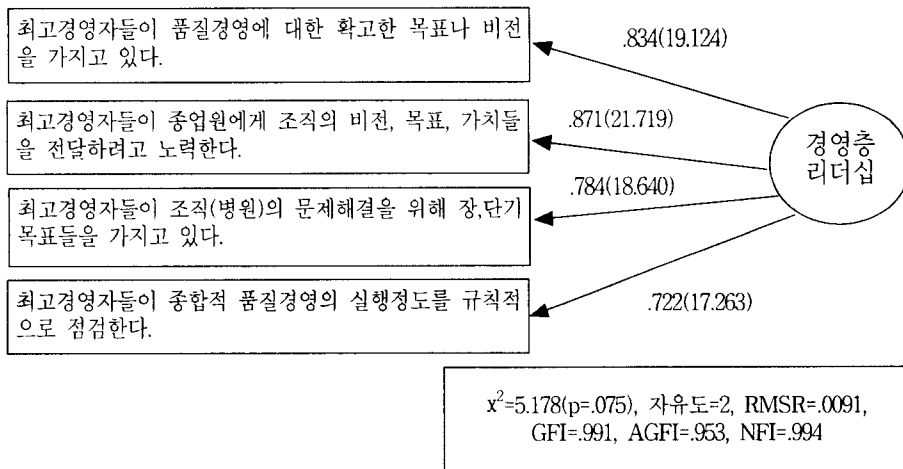 최고경영자들이 품질경영에 대한 확고한 목표나 비전
을 가지고 있다.
.834(19.124)
최고경영자들이 종업원에게 조직의 비전, 목표, 가치들
을 전달하려고 노력한다.
.871(21.719)
경영층
리더십
최고경영자들이 조직(병원)의 문제해결을 위해 장,단기
목표들을 가지고 있다.
.784(18.640)
최고경영자들이 종합적 품질경영의 실행정도를 규칙적
으로 점검한다.
.722(17.263)
x²=5.178(p=.075), 자유도=2, RMSR=.0091,
GFI=.991, AGFI=.953, NFI=.994